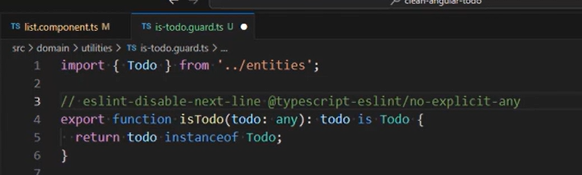 clean-angular-todo
TS list.component.ts M
TS is-todo.guard.ts U
src > domain > utilities > TS is-todo.guard.ts > ...
1 import { Todo } from '../entities';
2
3 // eslint-disable-next-line @typescript-eslint/no-explicit-any
4 export function isTodo(todo: any): todo is Todo {
5 return todo instanceof Todo;
6 }